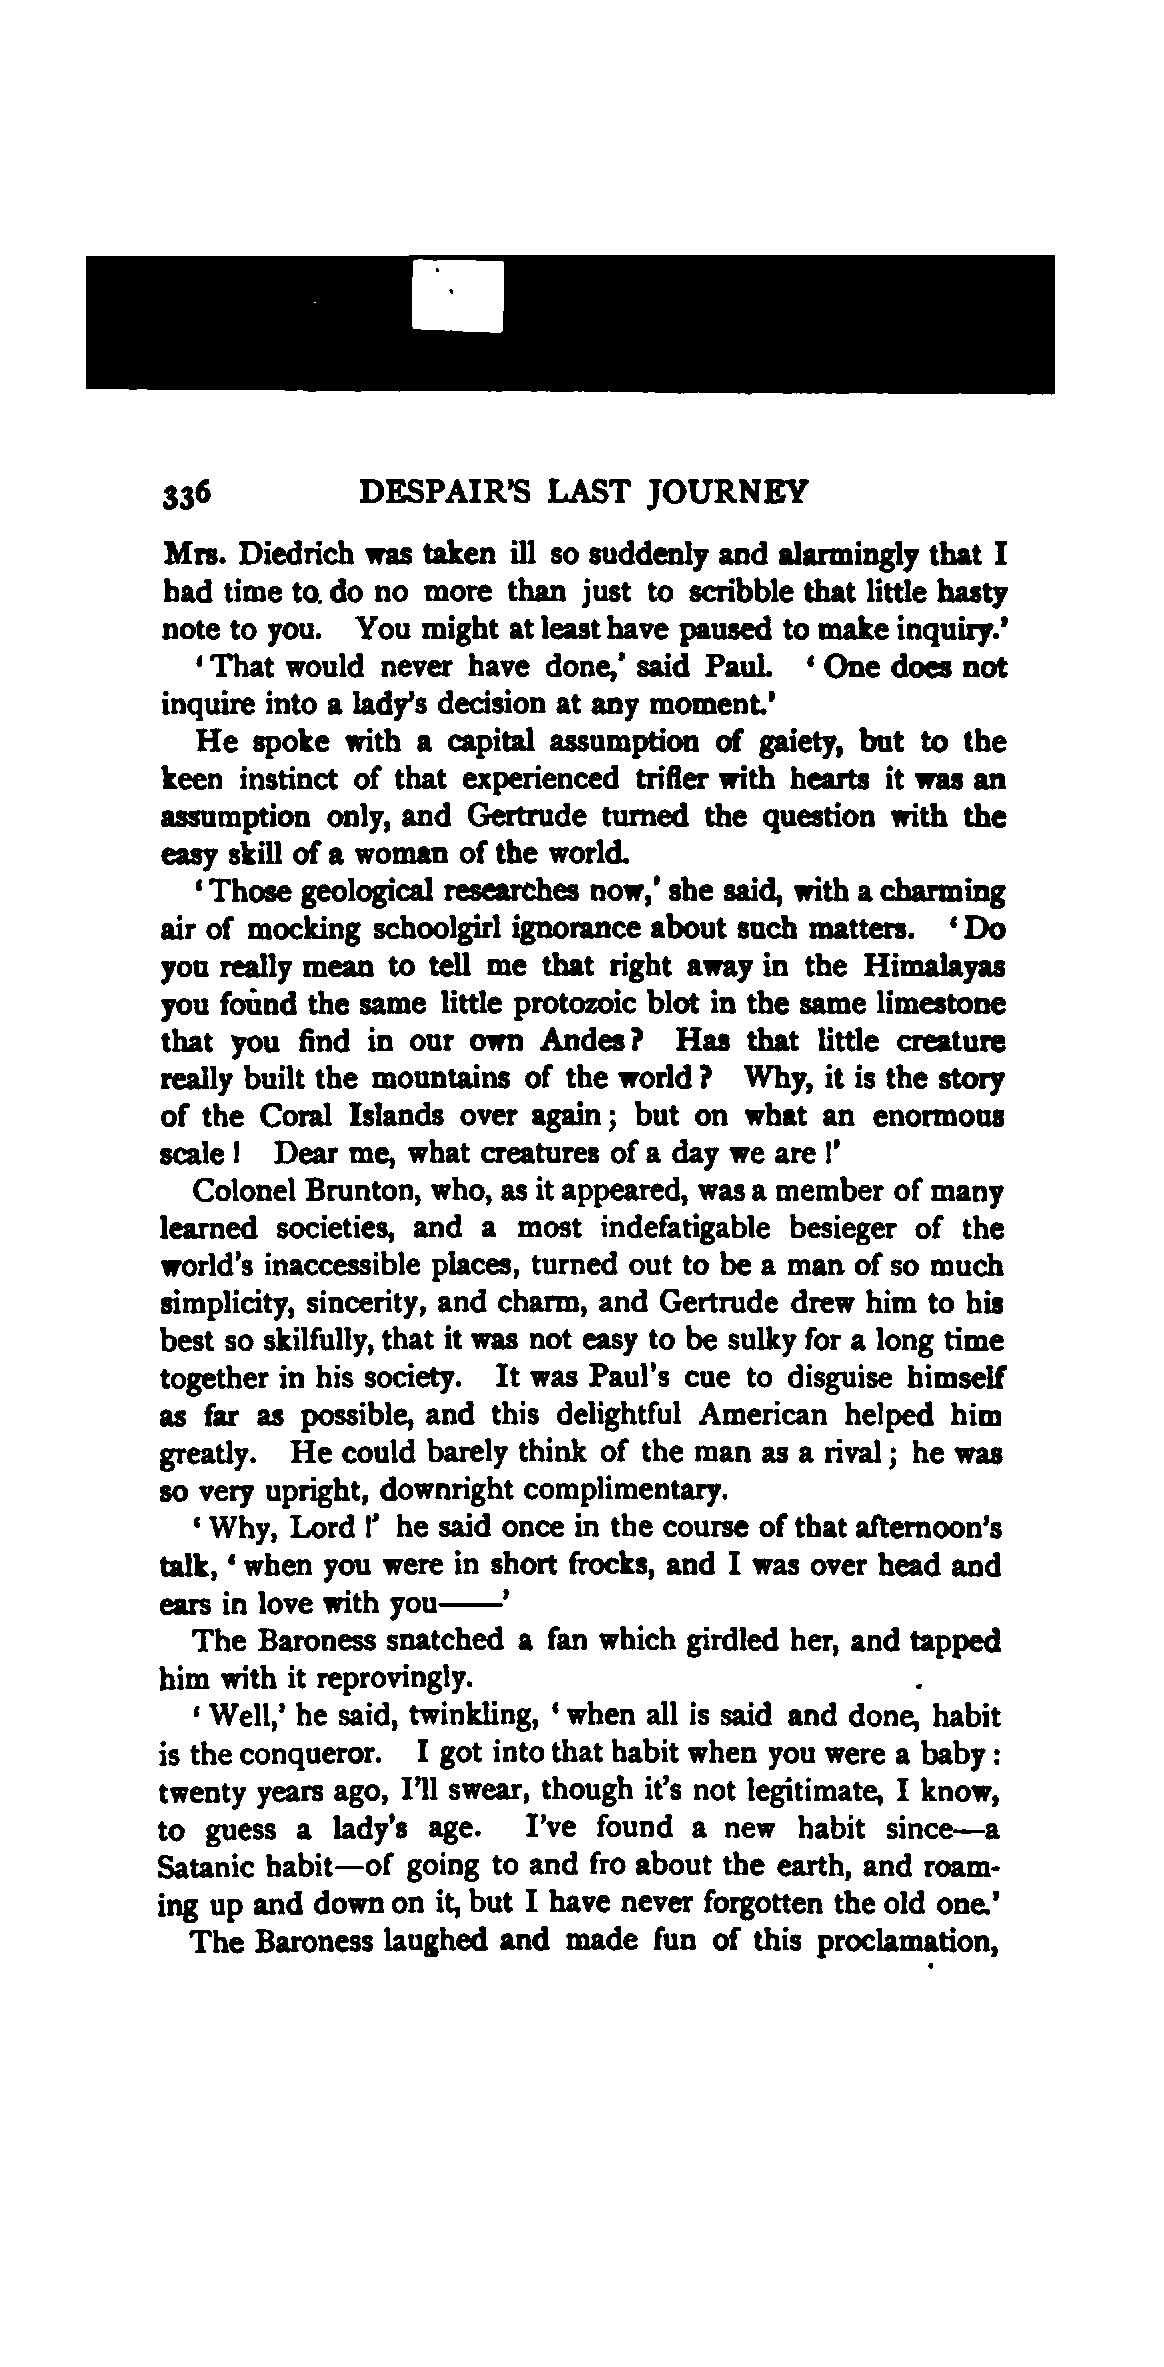 336 DESPAIR'S LAST JOURNEY
Mrs. Diedrich was taken ill so suddenly and alarmingly that I
had time to do no more than just to scribble that little hasty
note to you. You might at least have paused to make inquiry.'
'That would never have done,' said Paul. 'One does not
inquire into a lady's decision at any moment.'
He spoke with a capital assumption of gaiety, but to the
keen instinct of that experienced trifler with hearts it was an
assumption only, and Gertrude turned the question with the
easy skill of a woman of the world.
'Those geological researches now,' she said, with a charming
air of mocking schoolgirl ignorance about such matters. 'Do
you really mean to tell me that right away in the Himalayas
you found the same little protozoic blot in the same limestone
that you find in our own Andes? Has that little creature
really built the mountains of the world? Why, it is the story
of the Coral Islands over again; but on what an enormous
scale! Dear me, what creatures of a day we are!'
Colonel Brunton, who, as it appeared, was a member of many
learned societies, and a most indefatigable besieger of the
world's inaccessible places, turned out to be a man of so much
simplicity, sincerity, and charm, and Gertrude drew him to his
best so skilfully, that it was not easy to be sulky for a long time
together in his society. It was Paul's cue to disguise himself
as far as possible, and this delightful American helped him
greatly. He could barely think of the man as a rival; he was
so very upright, downright complimentary.
'Why, Lord!' he said once in the course of that afternoon's
talk, 'when you were in short frocks, and I was over head and
ears in love with you——'
The Baroness snatched a fan which girdled her, and tapped
him with it reprovingly.
'Well,' he said, twinkling, 'when all is said and done, habit
is the conqueror. I got into that habit when you were a baby:
twenty years ago, I'll swear, though it's not legitimate, I know,
to guess a lady's age. I've found a new habit since—a
Satanic habit—of going to and fro about the earth, and roam-
ing up and down on it, but I have never forgotten the old one.'
The Baroness laughed and made fun of this proclamation,